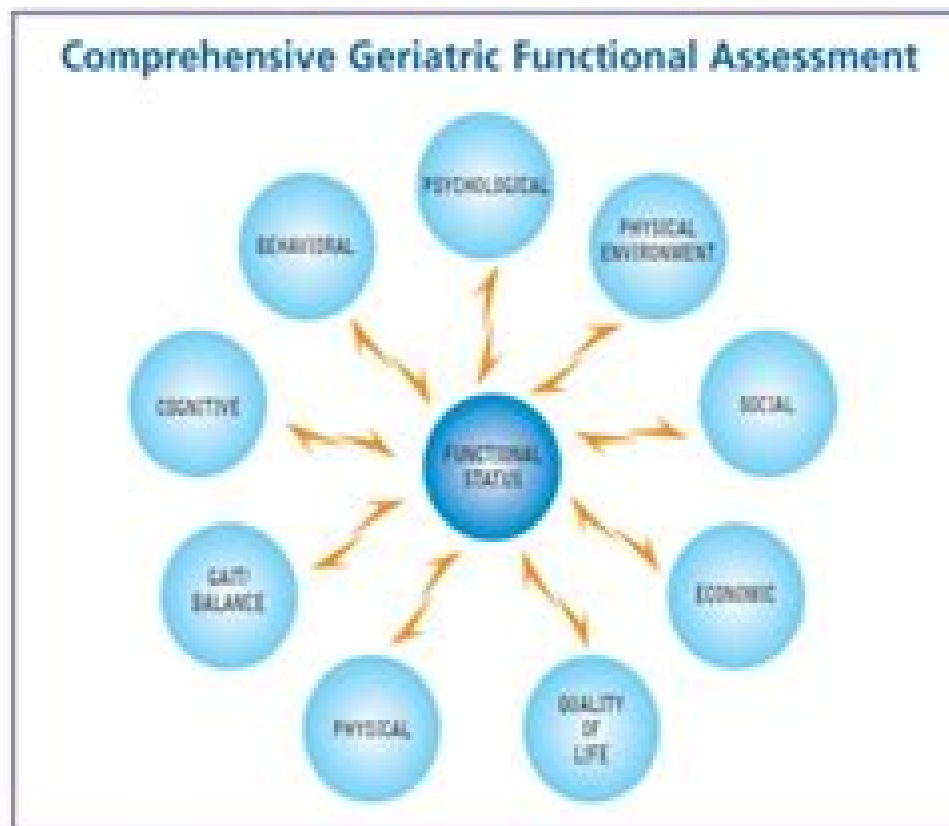 Comprehensive Geriatric Functional Assessment
PSYCHOLOGICAL
BEHAVIORAL
PHYSICAL
ENVIRONMENT
COGNITIVE
SOCIAL
FUNCTIONAL
STATUS
GAIT/
BALANCE
ECONOMIC
PHYSICAL
QUALITY
OF
LIFE